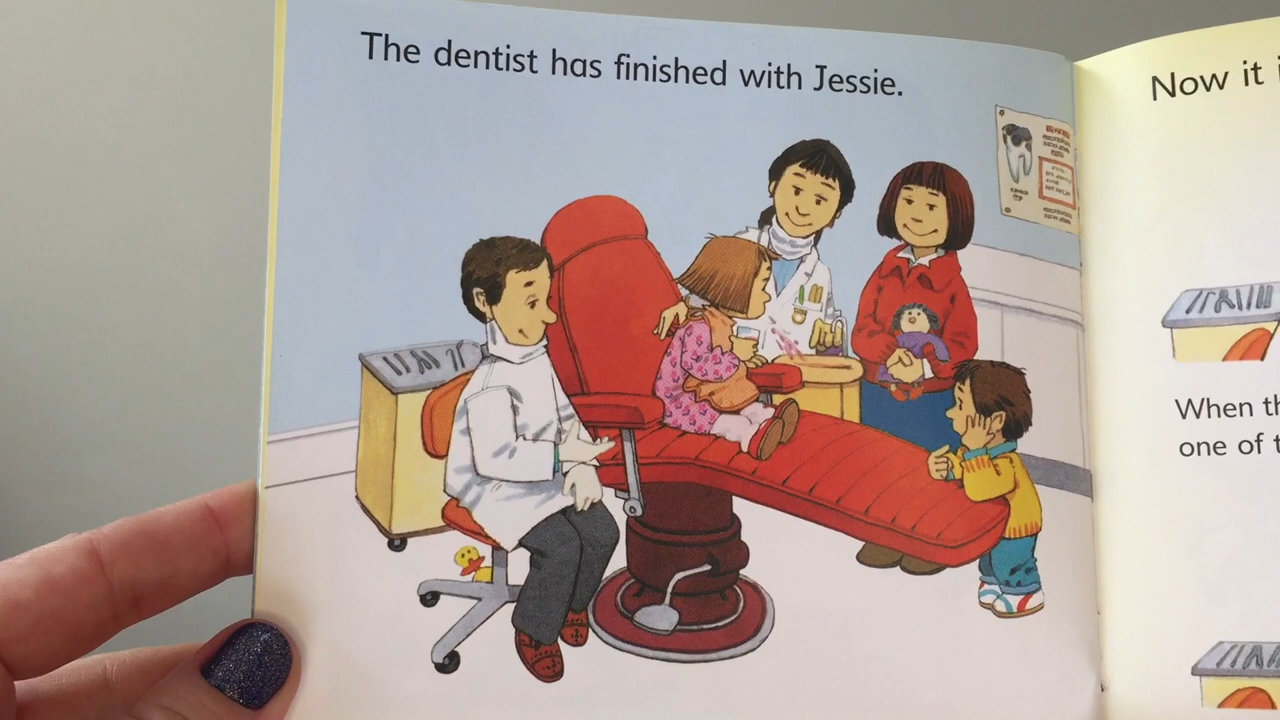 The dentist has finished with Jessie.
Now it
When th
one of t